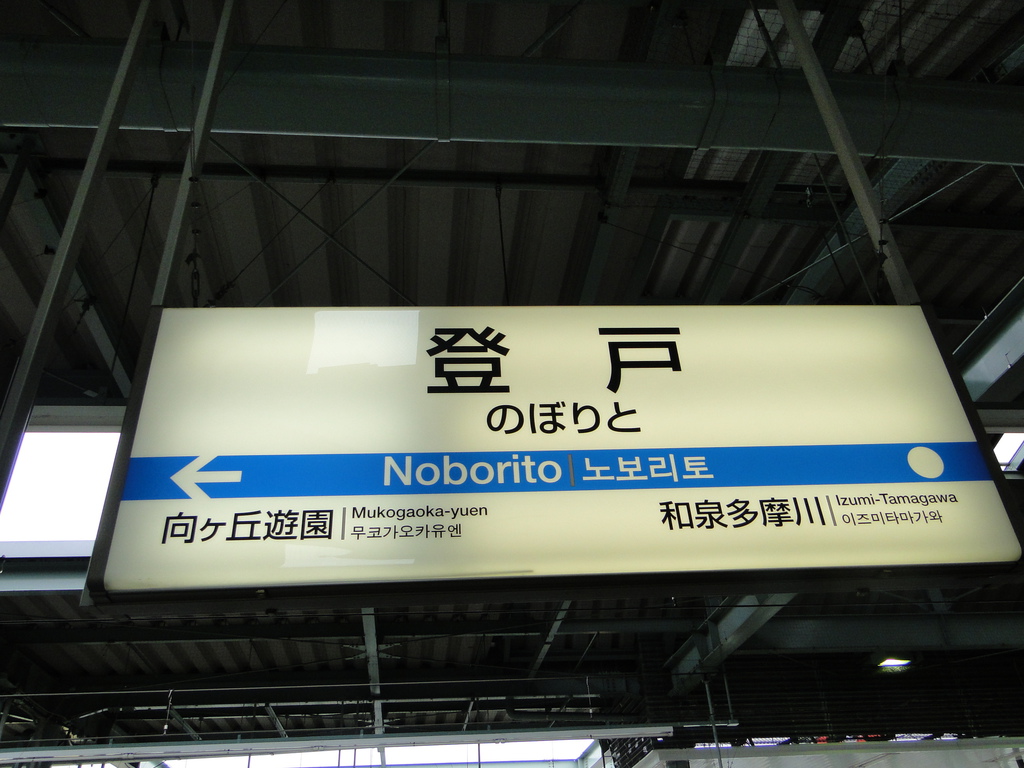 登戸
のぼりと
Noborito 노보리토
向ヶ丘遊園 Mukogaoka-yuen
무코가오카유엔
和泉多摩川 Izumi-Tamagawa
이즈미타마가와